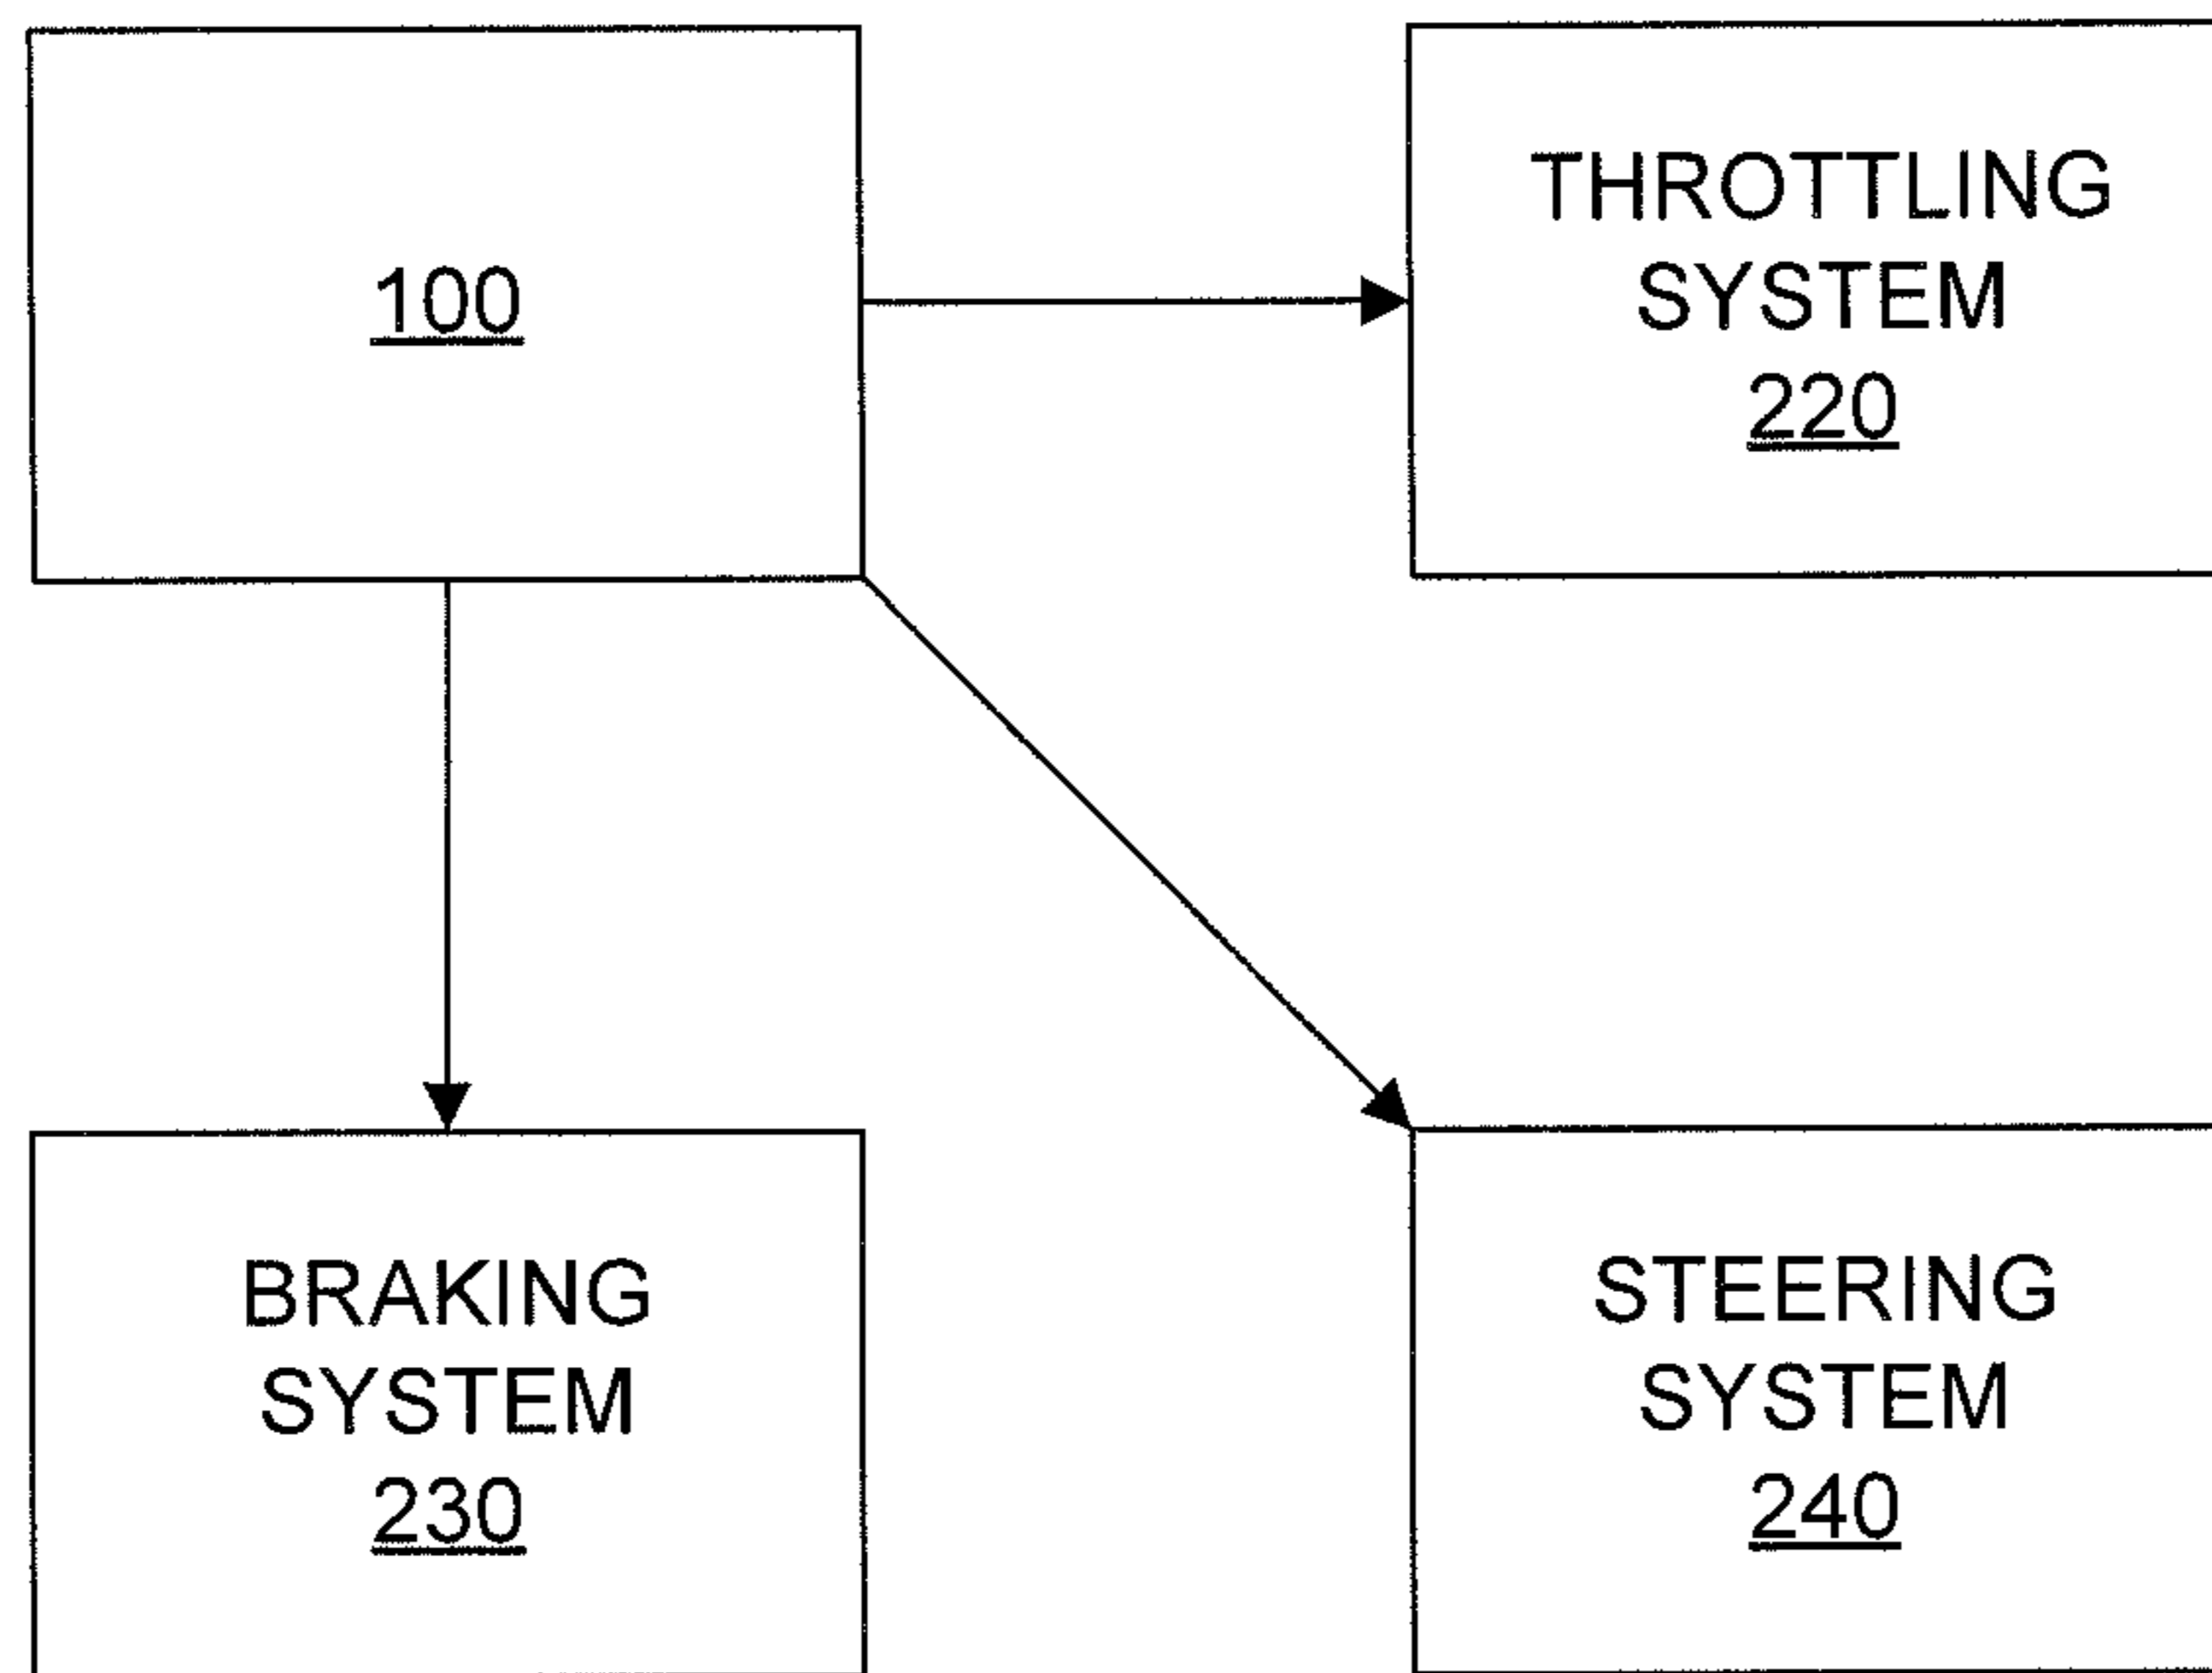 100
THROTTLING
SYSTEM
220
BRAKING
SYSTEM
230
STEERING
SYSTEM
240